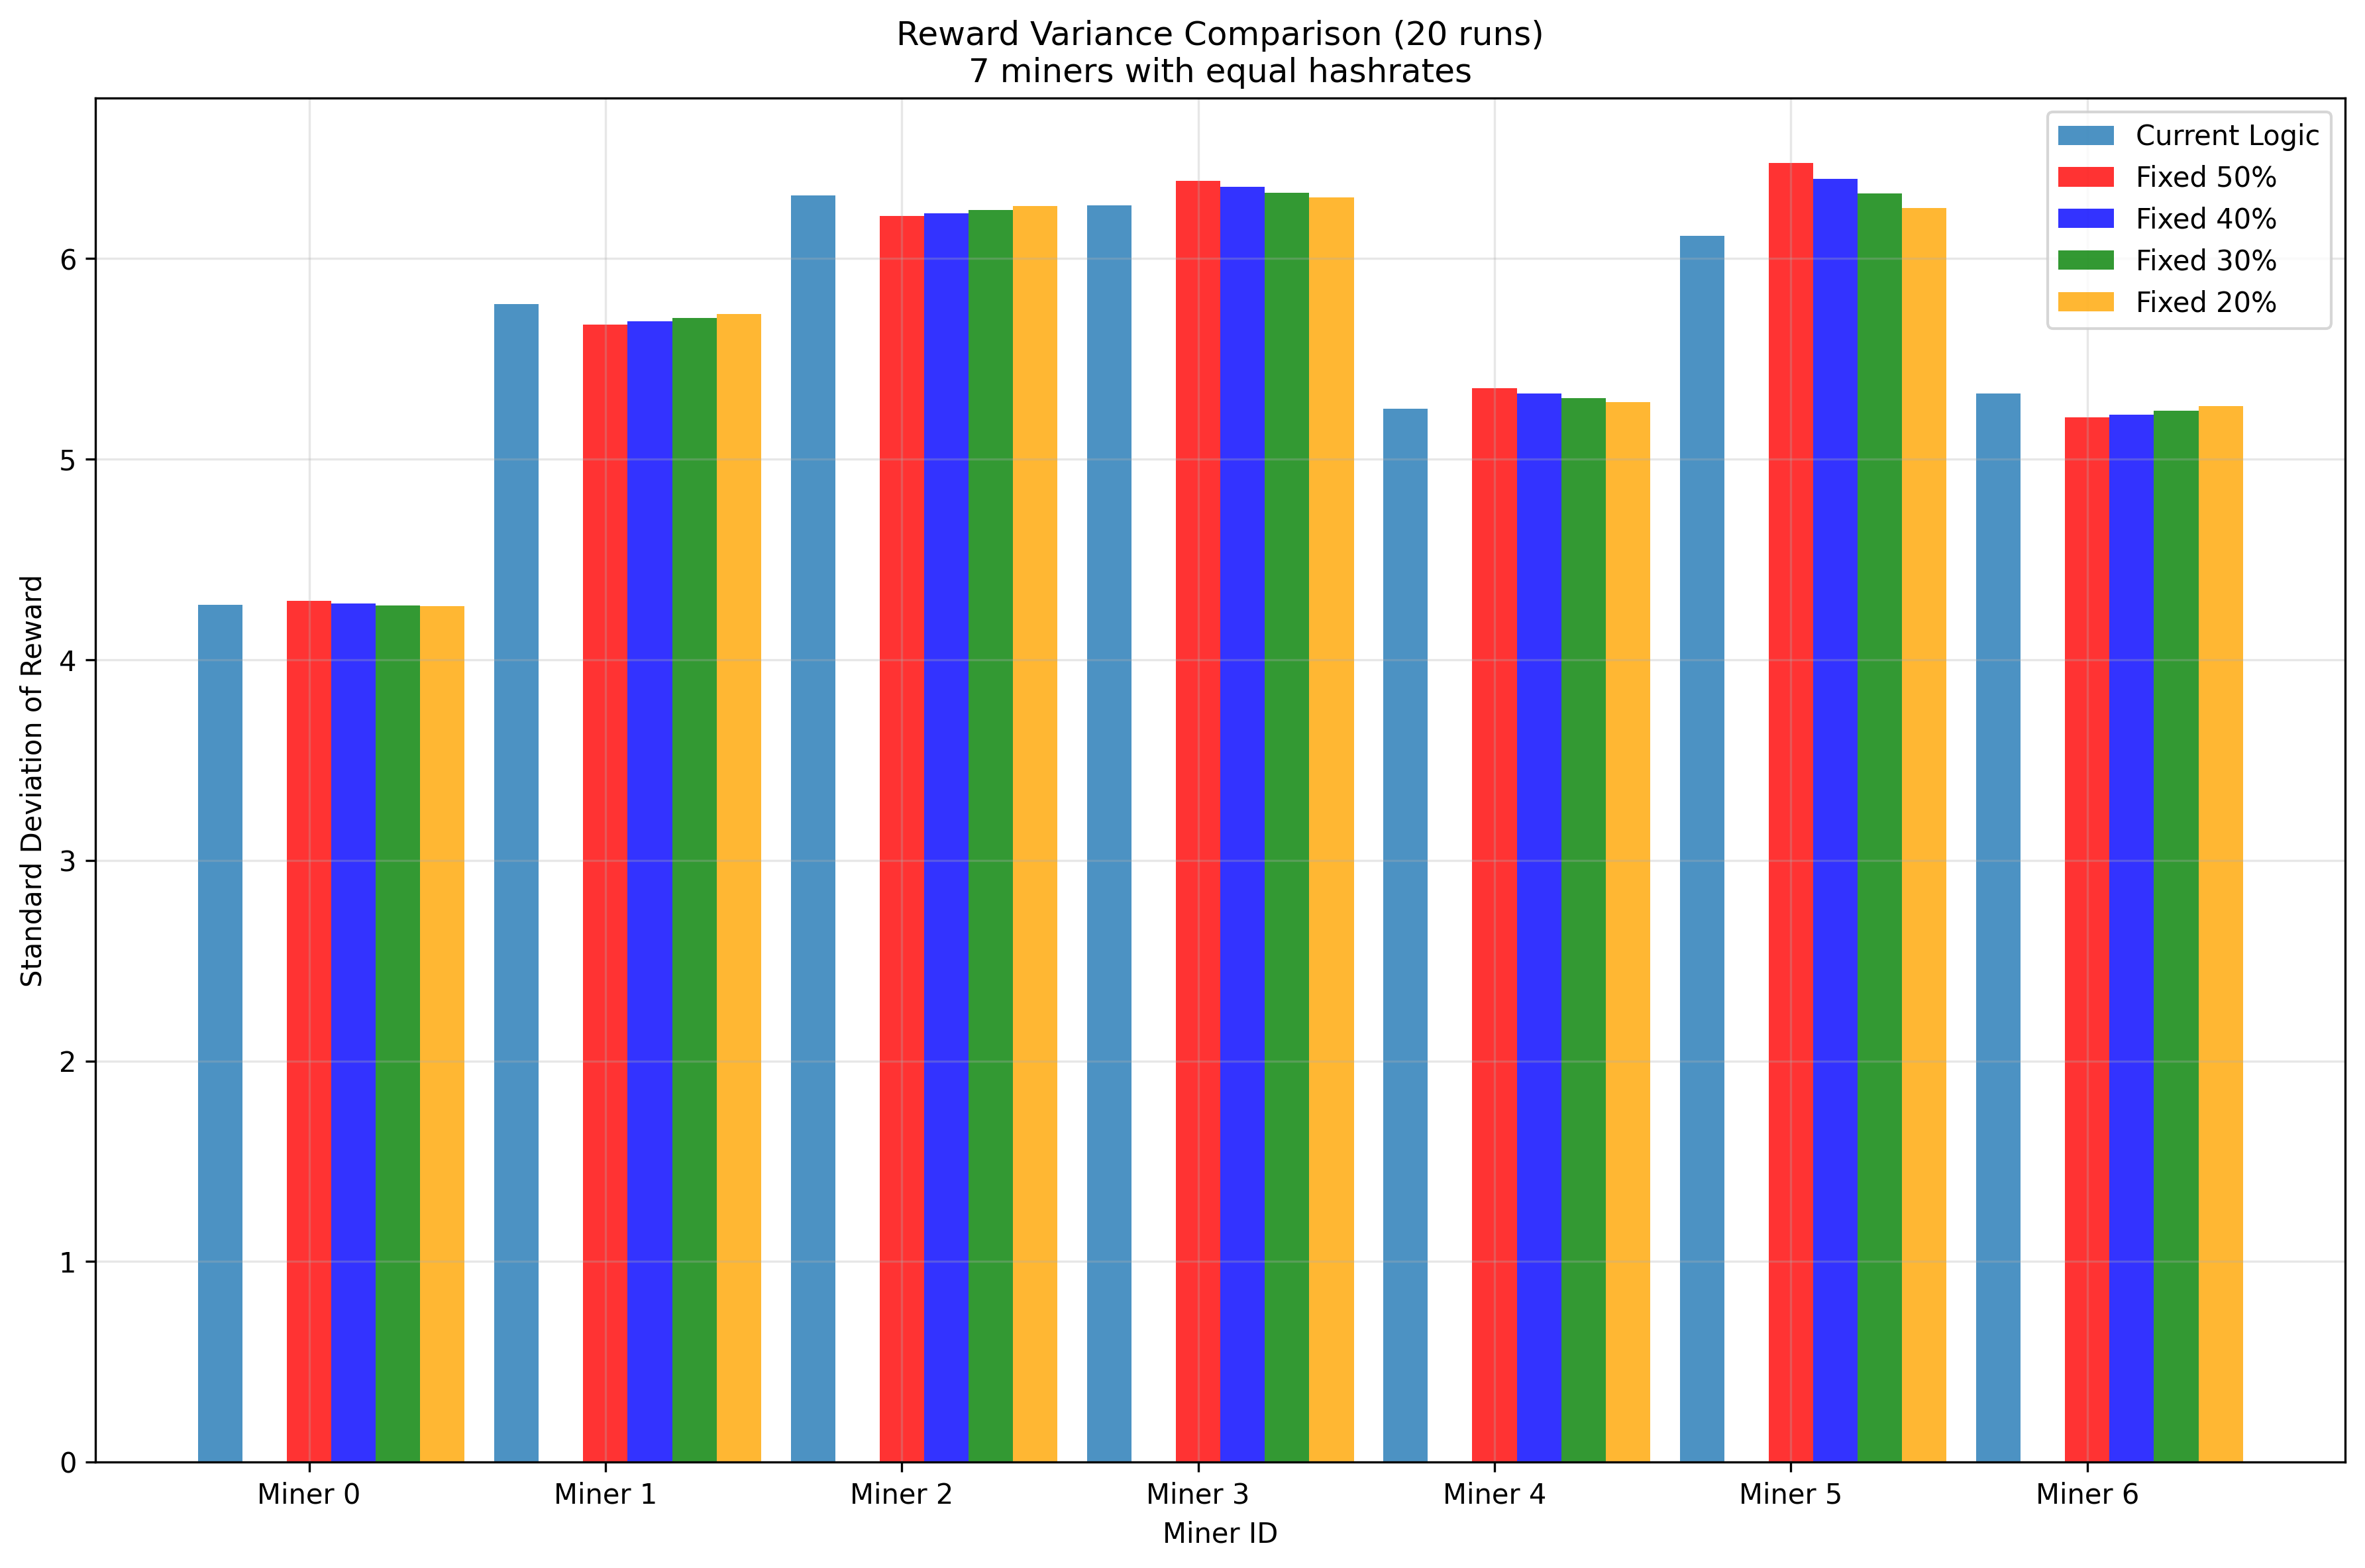 Reward Variance Comparison (20 runs)
7 miners with equal hashrates
Current Logic
Fixed 50%
Fixed 40%
Fixed 30%
Fixed 20%
Standard Deviation of Reward
6
5
4
3
2
1
0
Miner 0
Miner 1
Miner 2
Miner 3
Miner 4
Miner 5
Miner 6
Miner ID